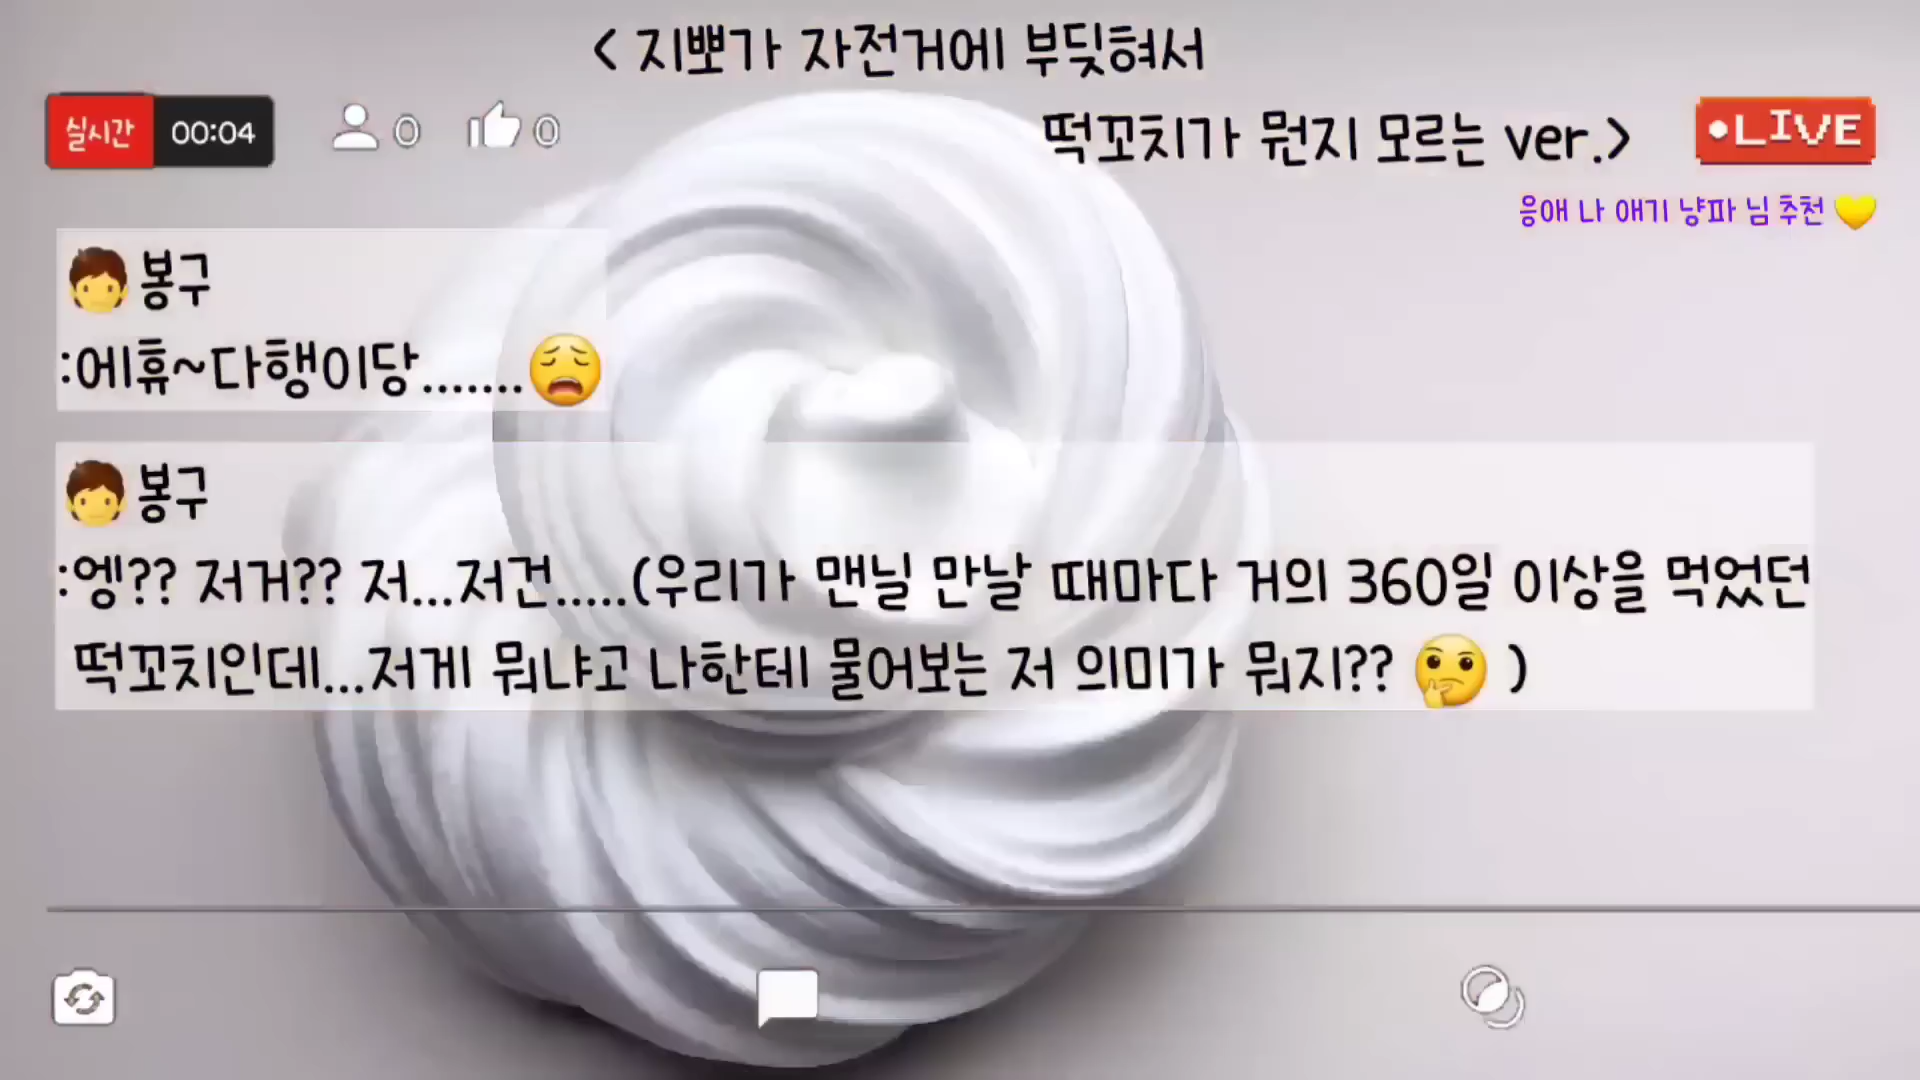 < 지뽀가 자전거에 부딫혀서
떡꼬치가 뭔지 모르는 ver.>
실시간 00:04 0 0
LIVE
응애 나 애기 냥파 님 추천 💛
봉구
:에휴~다행이당.......😩
봉구
:엥?? 저거?? 저...저건.....(우리가 맨닐 만날 때마다 거의 360일 이상을 먹었던
떡꼬치인데...저게 뭐냐고 나한테 물어보는 저 의미가 뭐지?? 🤔 )